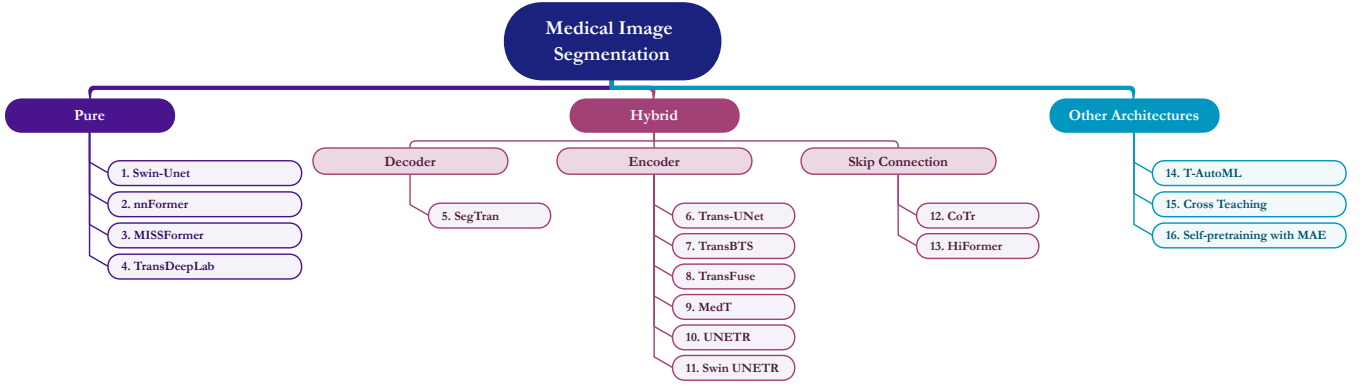 Medical Image
Segmentation
Pure
Hybrid
Other Architectures
Decoder
Encoder
Skip Connection
1. Swin-Unet
2. nnFormer
3. MISSFormer
4. TransDeepLab
5. SegTran
6. Trans-UNet
7. TransBTS
8. TransFuse
9. MedT
10. UNETR
11. Swin UNETR
12. CoTr
13. HiFormer
14. T-AutoML
15. Cross Teaching
16. Self-pretraining with MAE